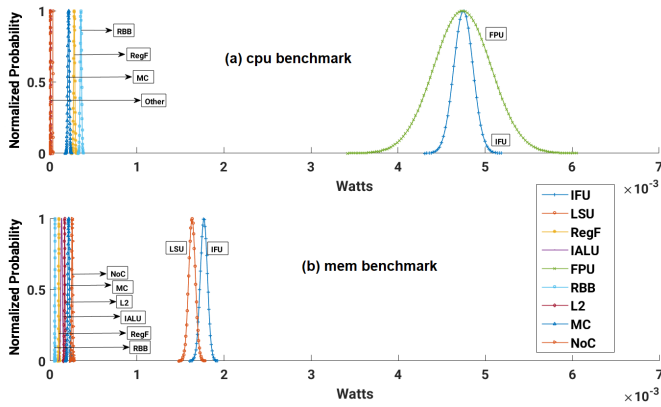 Normalized Probability
1
0.5
0
RBB
RegF
MC
Other
(a) cpu benchmark
FPU
IFU
0 1 2 3 4 5 6 7
Watts
×10⁻³
Normalized Probability
1
0.5
0
NoC
MC
L2
IALU
RegF
RBB
LSU IFU
(b) mem benchmark
0 1 2 3 4 5 6 7
Watts
×10⁻³
IFU
LSU
RegF
IALU
FPU
RBB
L2
MC
NoC